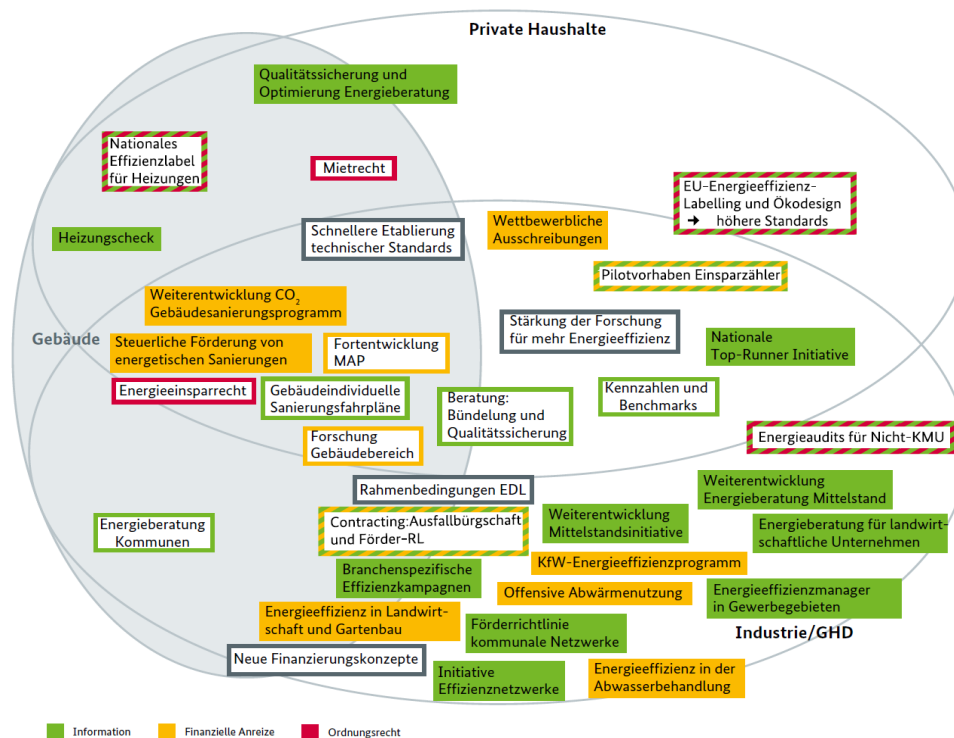 Private Haushalte
Qualitätssicherung und
Optimierung Energieberatung
Nationales
Effizienzlabel
für Heizungen
Mietrecht
EU-Energieeffizienz-
Labelling und Ökodesign
➔ höhere Standards
Heizungscheck
Schnellere Etablierung
technischer Standards
Wettbewerbliche
Ausschreibungen
Pilotvorhaben Einsparzähler
Weiterentwicklung CO₂
Gebäudesanierungsprogramm
Stärkung der Forschung
für mehr Energieeffizienz
Nationale
Top-Runner Initiative
Gebäude
Steuerliche Förderung von
energetischen Sanierungen
Fortentwicklung
MAP
Energieeinsparrecht
Gebäudeindividuelle
Sanierungsfahrpläne
Beratung:
Bündelung und
Qualitätssicherung
Kennzahlen und
Benchmarks
Forschung
Gebäudebereich
Energieaudits für Nicht-KMU
Rahmenbedingungen EDL
Weiterentwicklung
Energieberatung Mittelstand
Energieberatung
Kommunen
Contracting:Ausfallbürgschaft
und Förder-RL
Weiterentwicklung
Mittelstandsinitiative
Energieberatung für landwirt-
schaftliche Unternehmen
Branchenspezifische
Effizienzkampagnen
KfW-Energieeffizienzprogramm
Offensive Abwärmenutzung
Energieeffizienzmanager
in Gewerbegebieten
Energieeffizienz in Landwirt-
schaft und Gartenbau
Förderrichtlinie
kommunale Netzwerke
Industrie/GHD
Neue Finanzierungskonzepte
Initiative
Effizienznetzwerke
Energieeffizienz in der
Abwasserbehandlung
Information
Finanzielle Anreize
Ordnungsrecht